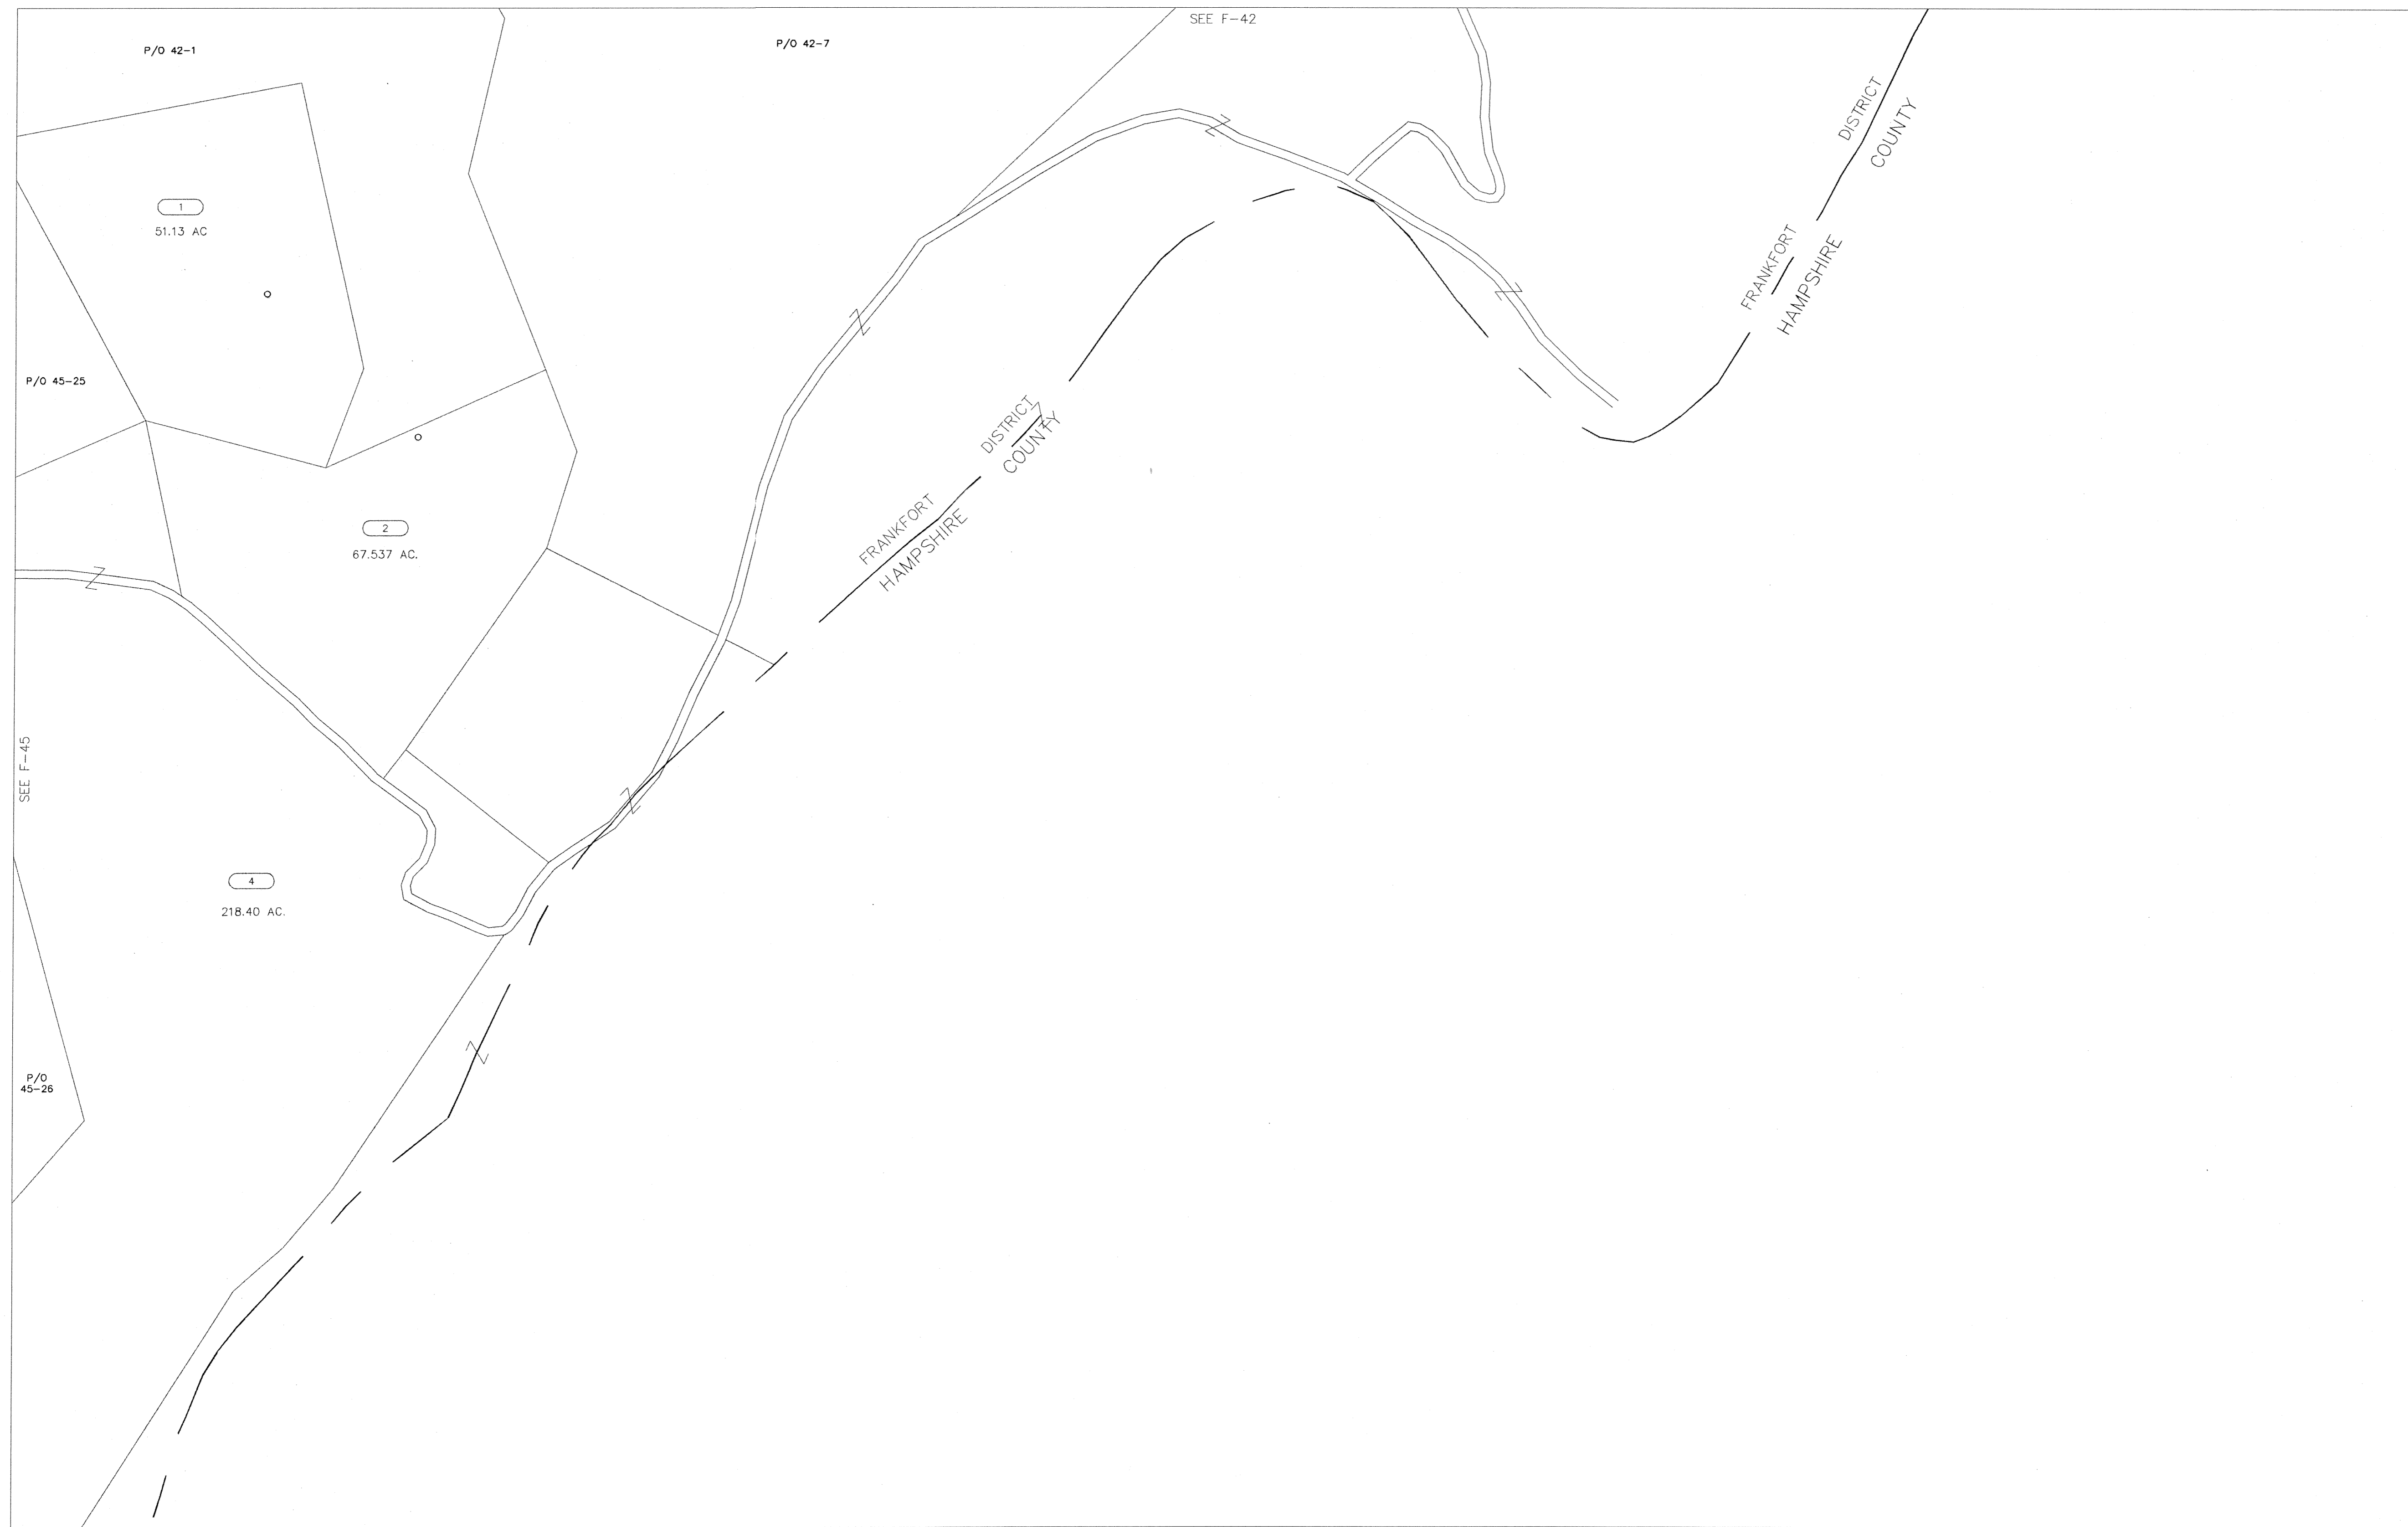 SEE F-42
P/O 42-1
P/O 42-7
DISTRICT
COUNTY
1
51.13 AC
FRANKFORT
HAMPSHIRE
P/O 45-25
DISTRICT
COUNTY
2
67.537 AC.
FRANKFORT
HAMPSHIRE
SEE F-45
4
218.40 AC.
P/O
45-26